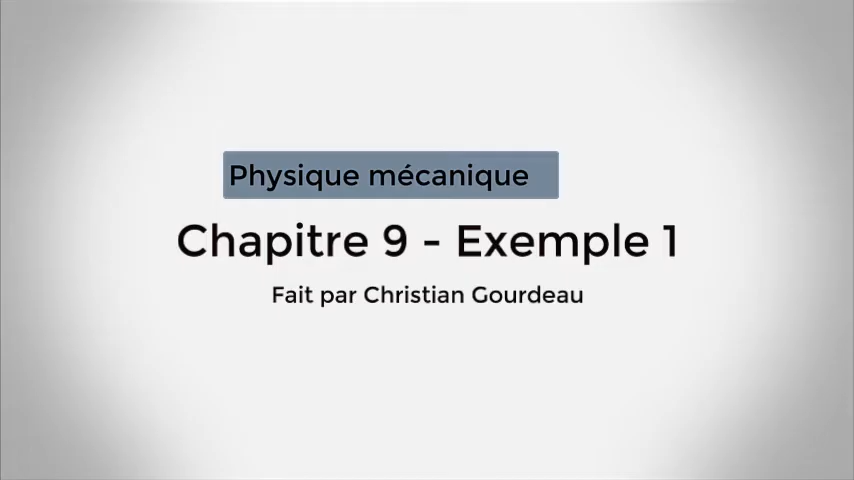 Physique mécanique
Chapitre 9 - Exemple 1
Fait par Christian Gourdeau